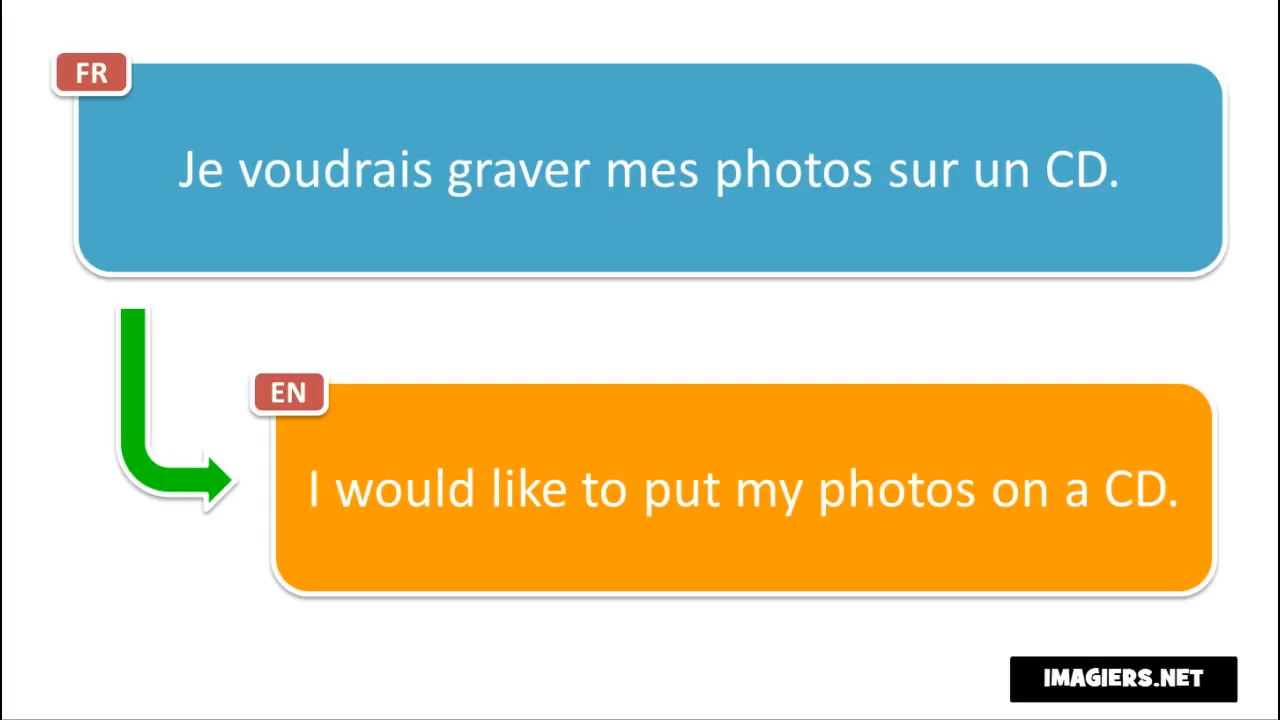 FR
Je voudrais graver mes photos sur un CD.
EN
I would like to put my photos on a CD.
IMAGIERS.NET